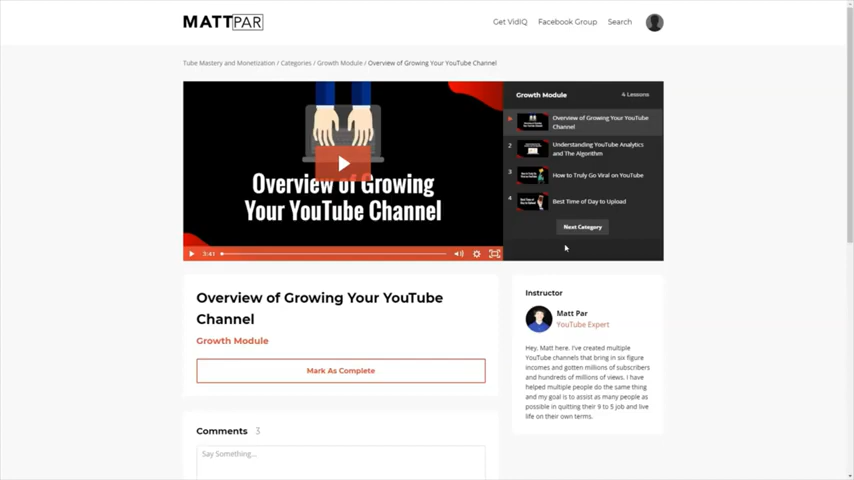 MATTPAR
Get VidIQ
Facebook Group
Search
Tube Mastery and Monetization / Categories / Growth Module / Overview of Growing Your YouTube Channel
Overview of Growing
Your YouTube Channel
3:41
Growth Module
4 Lessons
Overview of Growing Your YouTube
Channel
2
Understanding YouTube Analytics
and The Algorithm
3
How to Truly Go Viral on YouTube
4
Best Time of Day to Upload
Next Category
Overview of Growing Your YouTube
Channel
Growth Module
Mark As Complete
Comments 3
Say Something...
Instructor
Matt Par
YouTube Expert
Hey, Matt here. I've created multiple
YouTube channels that bring in six figure
incomes and gotten millions of subscribers
and hundreds of millions of views. I have
helped multiple people do the same thing
and my goal is to assist as many people as
possible in quitting their 9 to 5 job and live
life on their own terms.